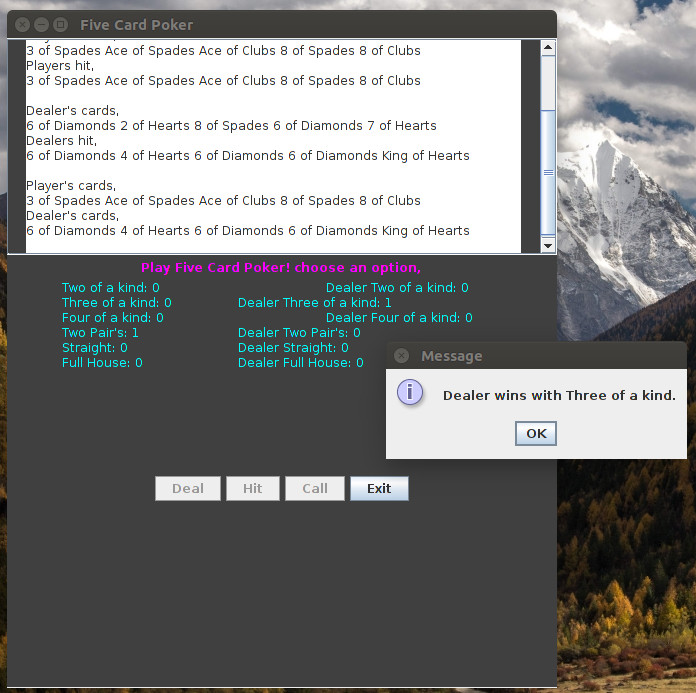 Five Card Poker
3 of Spades Ace of Spades Ace of Clubs 8 of Spades 8 of Clubs
Players hit,
3 of Spades Ace of Spades Ace of Clubs 8 of Spades 8 of Clubs
Dealer's cards,
6 of Diamonds 2 of Hearts 8 of Spades 6 of Diamonds 7 of Hearts
Dealers hit,
6 of Diamonds 4 of Hearts 6 of Diamonds 6 of Diamonds King of Hearts
Player's cards,
3 of Spades Ace of Spades Ace of Clubs 8 of Spades 8 of Clubs
Dealer's cards,
6 of Diamonds 4 of Hearts 6 of Diamonds 6 of Diamonds King of Hearts
Play Five Card Poker! choose an option,
Two of a kind: 0 Dealer Two of a kind: 0
Three of a kind: 0 Dealer Three of a kind: 1
Four of a kind: 0 Dealer Four of a kind: 0
Two Pair's: 1 Dealer Two Pair's: 0
Straight: 0 Dealer Straight: 0
Full House: 0 Dealer Full House: 0
Message
Dealer wins with Three of a kind.
OK
Deal Hit Call Exit